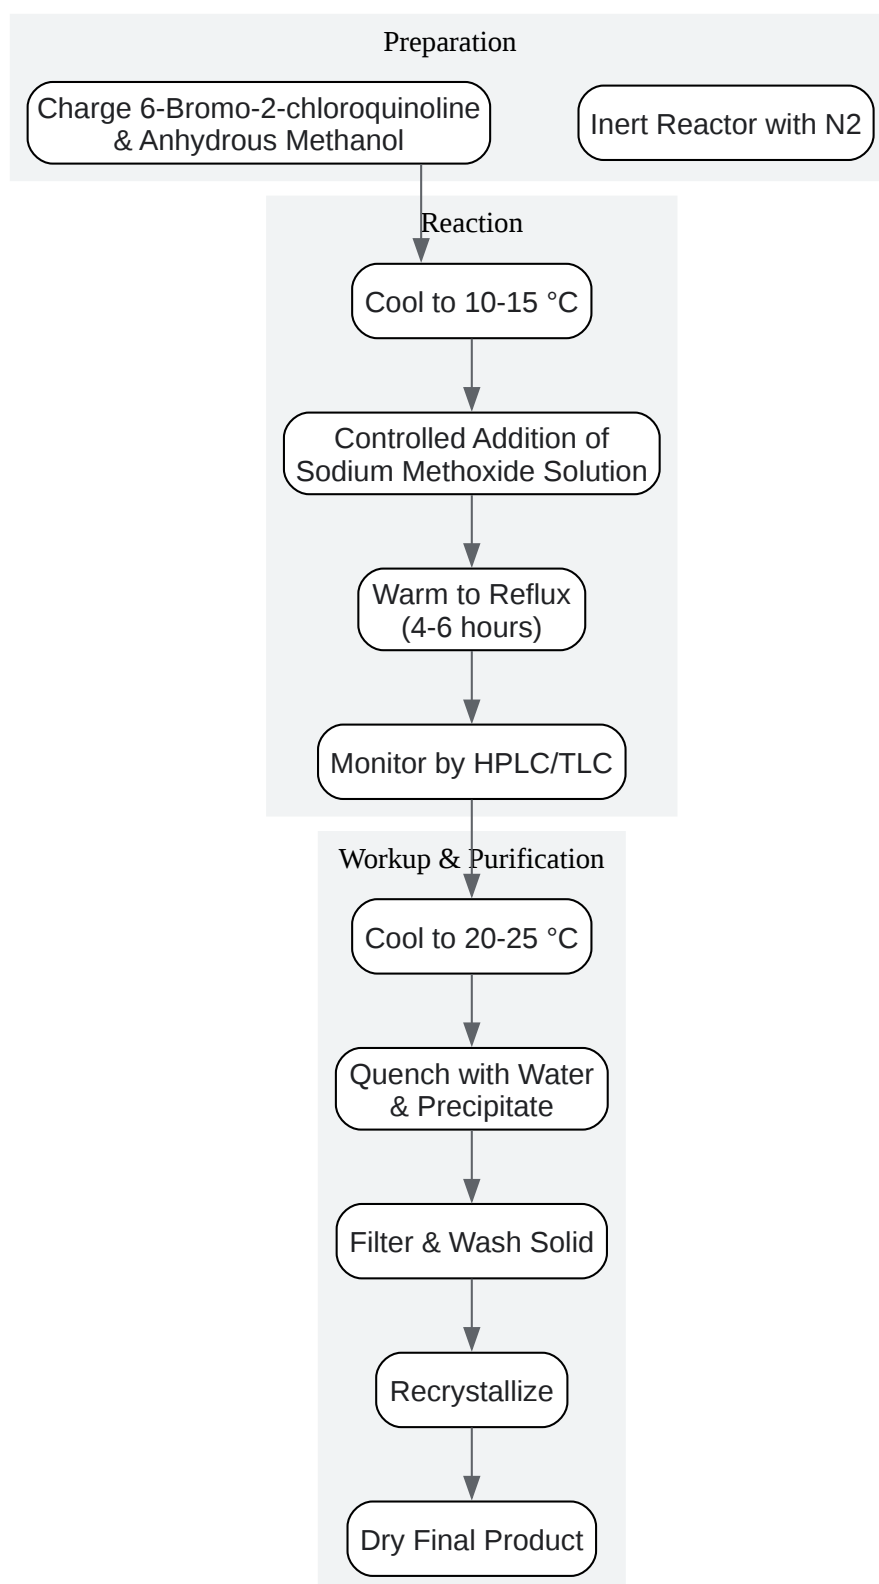 Preparation
Charge 6-Bromo-2-chloroquinoline
& Anhydrous Methanol
Inert Reactor with N2
Reaction
Cool to 10-15 °C
Controlled Addition of
Sodium Methoxide Solution
Warm to Reflux
(4-6 hours)
Monitor by HPLC/TLC
Workup & Purification
Cool to 20-25 °C
Quench with Water
& Precipitate
Filter & Wash Solid
Recrystallize
Dry Final Product